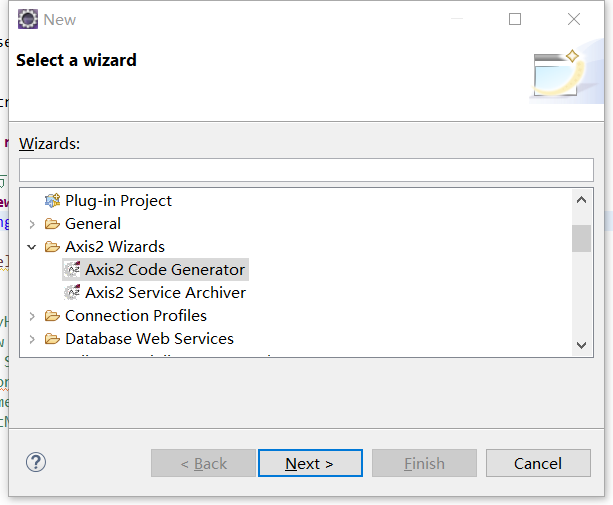 New
Select a wizard
Wizards:
Plug-in Project
General
Axis2 Wizards
Axis2 Code Generator
Axis2 Service Archiver
Connection Profiles
Database Web Services
< Back
Next >
Finish
Cancel